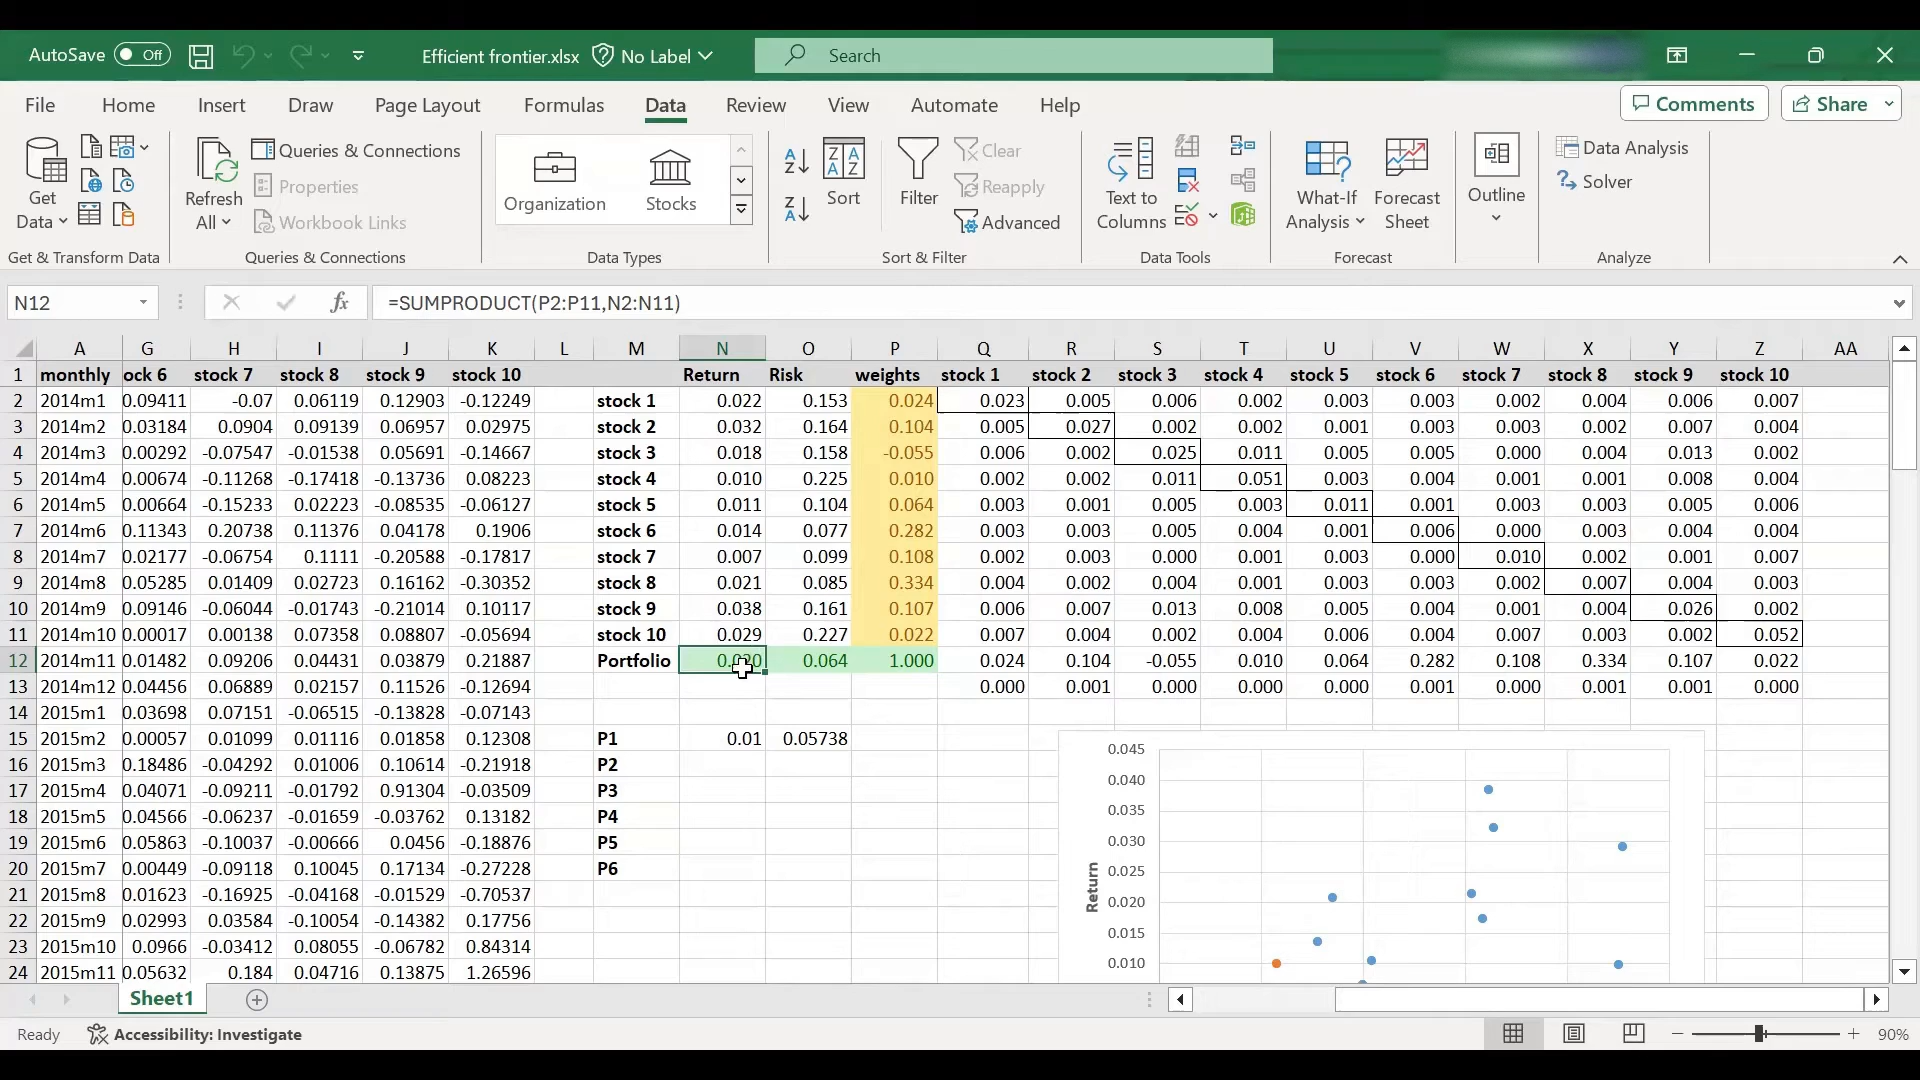 AutoSave Off Efficient frontier.xlsx No Label Search
File Home Insert Draw Page Layout Formulas Data Review View Automate Help Comments Share
Get Data
Refresh All
Queries & Connections
Properties
Workbook Links
Organization Stocks
Sort
Filter
Clear
Reapply
Advanced
Text to Columns
What-If Analysis
Forecast Sheet
Outline
Data Analysis
Solver
Get & Transform Data Queries & Connections Data Types Sort & Filter Data Tools Forecast Analyze
N12 fx =SUMPRODUCT(P2:P11,N2:N11)
A G H I J K L M N O P Q R S T U V W X Y Z AA
1 monthly ock 6 stock 7 stock 8 stock 9 stock 10 Return Risk weights stock 1 stock 2 stock 3 stock 4 stock 5 stock 6 stock 7 stock 8 stock 9 stock 10
2 2014m1 0.09411 -0.07 0.06119 0.12903 -0.12249 stock 1 0.022 0.153 0.024 0.023 0.005 0.006 0.002 0.003 0.003 0.002 0.004 0.006 0.007
3 2014m2 0.03184 0.0904 0.09139 0.06957 0.02975 stock 2 0.032 0.164 0.104 0.005 0.027 0.002 0.002 0.001 0.003 0.003 0.002 0.007 0.004
4 2014m3 0.00292 -0.07547 -0.01538 0.05691 -0.14667 stock 3 0.018 0.158 -0.055 0.006 0.002 0.025 0.011 0.005 0.005 0.000 0.004 0.013 0.002
5 2014m4 0.00674 -0.11268 -0.17418 -0.13736 0.08223 stock 4 0.010 0.225 0.010 0.002 0.002 0.011 0.051 0.003 0.004 0.001 0.001 0.008 0.004
6 2014m5 0.00664 -0.15233 0.02223 -0.08535 -0.06127 stock 5 0.011 0.104 0.064 0.003 0.001 0.005 0.003 0.011 0.001 0.003 0.003 0.005 0.006
7 2014m6 0.11343 0.20738 0.11376 0.04178 0.1906 stock 6 0.014 0.077 0.282 0.003 0.003 0.005 0.004 0.001 0.006 0.000 0.003 0.004 0.004
8 2014m7 0.02177 -0.06754 0.1111 -0.20588 -0.17817 stock 7 0.007 0.099 0.108 0.002 0.003 0.000 0.001 0.003 0.000 0.010 0.002 0.001 0.007
9 2014m8 0.05285 0.01409 0.02723 0.16162 -0.30352 stock 8 0.021 0.085 0.334 0.004 0.002 0.004 0.001 0.003 0.003 0.002 0.007 0.004 0.003
10 2014m9 0.09146 -0.06044 -0.01743 -0.21014 0.10117 stock 9 0.038 0.161 0.107 0.006 0.007 0.013 0.008 0.005 0.004 0.001 0.004 0.026 0.002
11 2014m10 0.00017 0.00138 0.07358 0.08807 -0.05694 stock 10 0.029 0.227 0.022 0.007 0.004 0.002 0.004 0.006 0.004 0.007 0.003 0.002 0.052
12 2014m11 0.01482 0.09206 0.04431 0.03879 0.21887 Portfolio 0.020 0.064 1.000 0.024 0.104 -0.055 0.010 0.064 0.282 0.108 0.334 0.107 0.022
13 2014m12 0.04456 0.06889 0.02157 0.11526 -0.12694 0.000 0.001 0.000 0.000 0.000 0.001 0.000 0.001 0.001 0.000
14 2015m1 0.03698 0.07151 -0.06515 -0.13828 -0.07143
15 2015m2 0.00057 0.01099 0.01116 0.01858 0.12308 P1 0.01 0.05738
16 2015m3 0.18486 -0.04292 0.01006 0.10614 -0.21918 P2
17 2015m4 0.04071 -0.09211 -0.01792 0.91304 -0.03509 P3
18 2015m5 0.04566 -0.06237 -0.01659 -0.03762 0.13182 P4
19 2015m6 0.05863 -0.10037 -0.00666 0.0456 -0.18876 P5
20 2015m7 0.00449 -0.09118 0.10045 0.17134 -0.27228 P6
21 2015m8 0.01623 -0.16925 -0.04168 -0.01529 -0.70537
22 2015m9 0.02993 0.03584 -0.10054 -0.14382 0.17756
23 2015m10 0.0966 -0.03412 0.08055 -0.06782 0.84314
24 2015m11 0.05632 0.184 0.04716 0.13875 1.26596
0.045
0.040
0.035
0.030
0.025
0.020
0.015
0.010
Return
Sheet1
Ready Accessibility: Investigate 90%